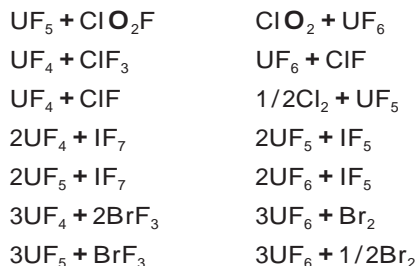 UF₅ + ClO₂F ClO₂ + UF₆
UF₄ + ClF₃ UF₆ + ClF
UF₄ + ClF 1/2Cl₂ + UF₅
2UF₄ + IF₇ 2UF₅ + IF₅
2UF₅ + IF₇ 2UF₆ + IF₅
3UF₄ + 2BrF₃ 3UF₆ + Br₂
3UF₅ + BrF₃ 3UF₆ + 1/2Br₂